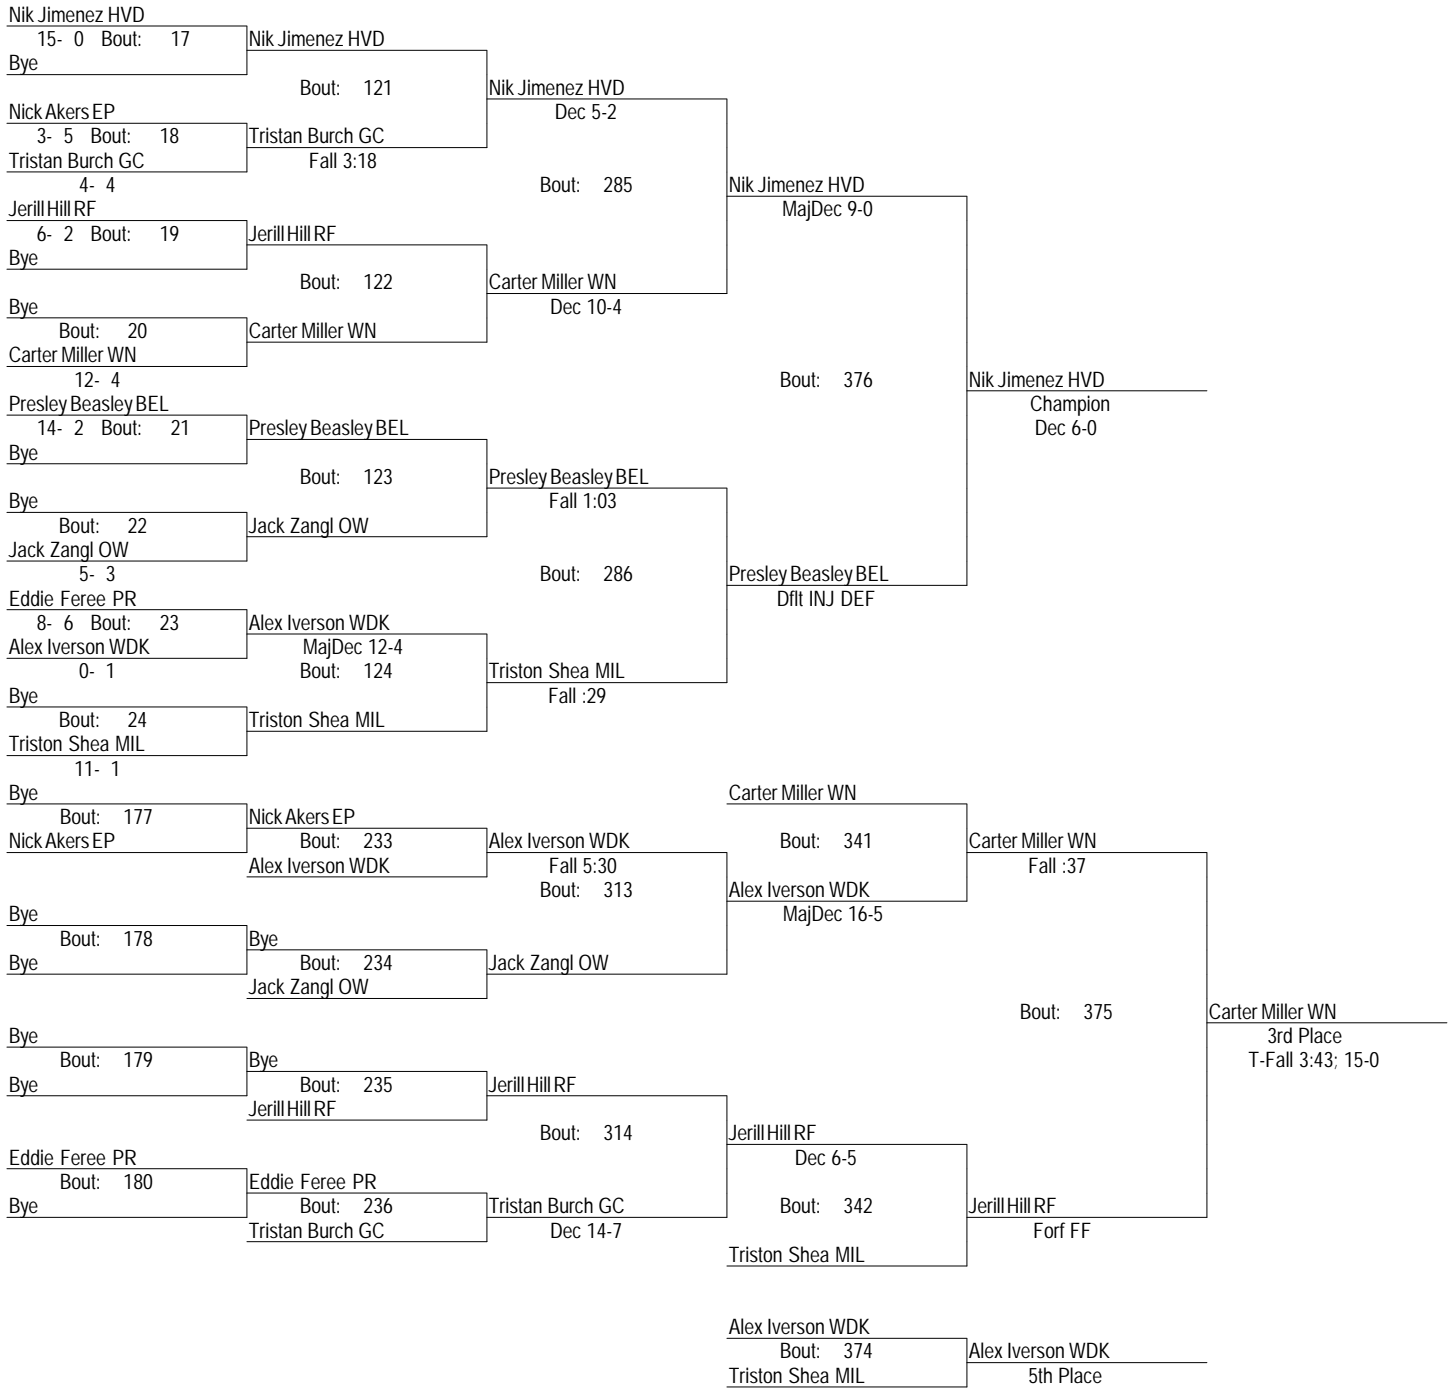 Nik Jimenez HVD
15- 0 Bout: 17 Nik Jimenez HVD
Bye
Bout: 121 Nik Jimenez HVD
Nick Akers EP Dec 5-2
3- 5 Bout: 18 Tristan Burch GC
Tristan Burch GC Fall 3:18
4- 4 Bout: 285 Nik Jimenez HVD
Jerill Hill RF MajDec 9-0
6- 2 Bout: 19 Jerill Hill RF
Bye
Bout: 122 Carter Miller WN
Bye Dec 10-4
Bout: 20 Carter Miller WN
Carter Miller WN
12- 4 Bout: 376 Nik Jimenez HVD
Presley Beasley BEL Champion
14- 2 Bout: 21 Presley Beasley BEL Dec 6-0
Bye
Bout: 123 Presley Beasley BEL
Bye Fall 1:03
Bout: 22 Jack Zangl OW
Jack Zangl OW
5- 3 Bout: 286 Presley Beasley BEL
Eddie Feree PR Dflt INJ DEF
8- 6 Bout: 23 Alex Iverson WDK
Alex Iverson WDK MajDec 12-4
0- 1 Bout: 124 Triston Shea MIL
Bye Fall :29
Bout: 24 Triston Shea MIL
Triston Shea MIL
11- 1
Bye Carter Miller WN
Bout: 177 Nick Akers EP
Nick Akers EP Bout: 233 Alex Iverson WDK Bout: 341 Carter Miller WN
Alex Iverson WDK Fall 5:30 Fall :37
Bout: 313 Alex Iverson WDK
Bye MajDec 16-5
Bout: 178 Bye
Bye Bout: 234 Jack Zangl OW
Jack Zangl OW
Bout: 375 Carter Miller WN
Bye 3rd Place
Bout: 179 Bye T-Fall 3:43; 15-0
Bye Bout: 235 Jerill Hill RF
Jerill Hill RF
Bout: 314 Jerill Hill RF
Eddie Feree PR Dec 6-5
Bout: 180 Eddie Feree PR
Bye Bout: 236 Tristan Burch GC Bout: 342 Jerill Hill RF
Tristan Burch GC Dec 14-7 Forf FF
Triston Shea MIL
Alex Iverson WDK
Bout: 374 Alex Iverson WDK
Triston Shea MIL 5th Place